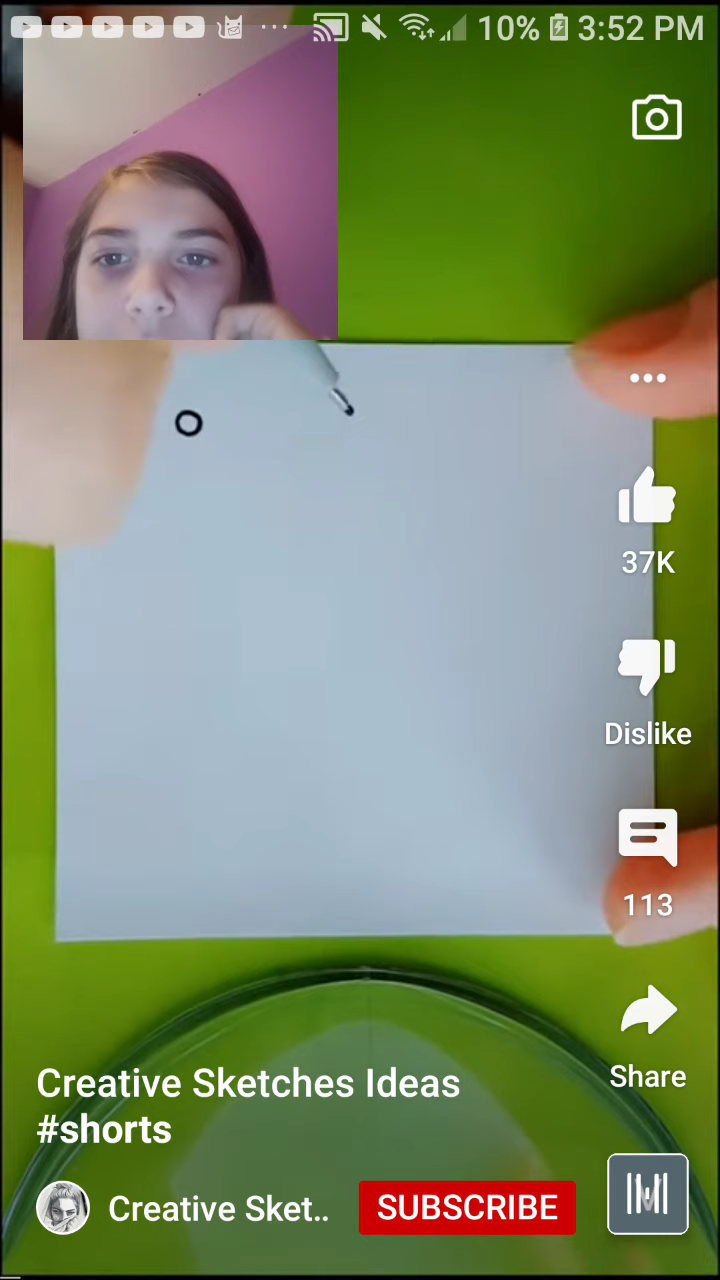 10% 3:52 PM
37K
Dislike
113
Share
Creative Sketches Ideas
#shorts
Creative Sket..
SUBSCRIBE